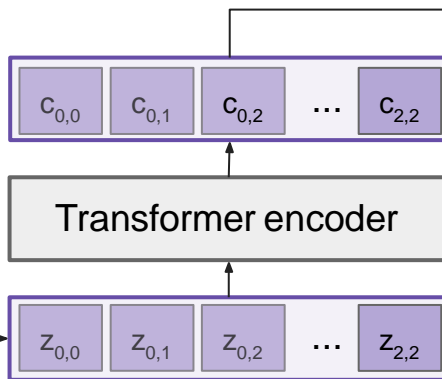 c0,0 c0,1 c0,2 ... c2,2
Transformer encoder
z0,0 z0,1 z0,2 ... z2,2